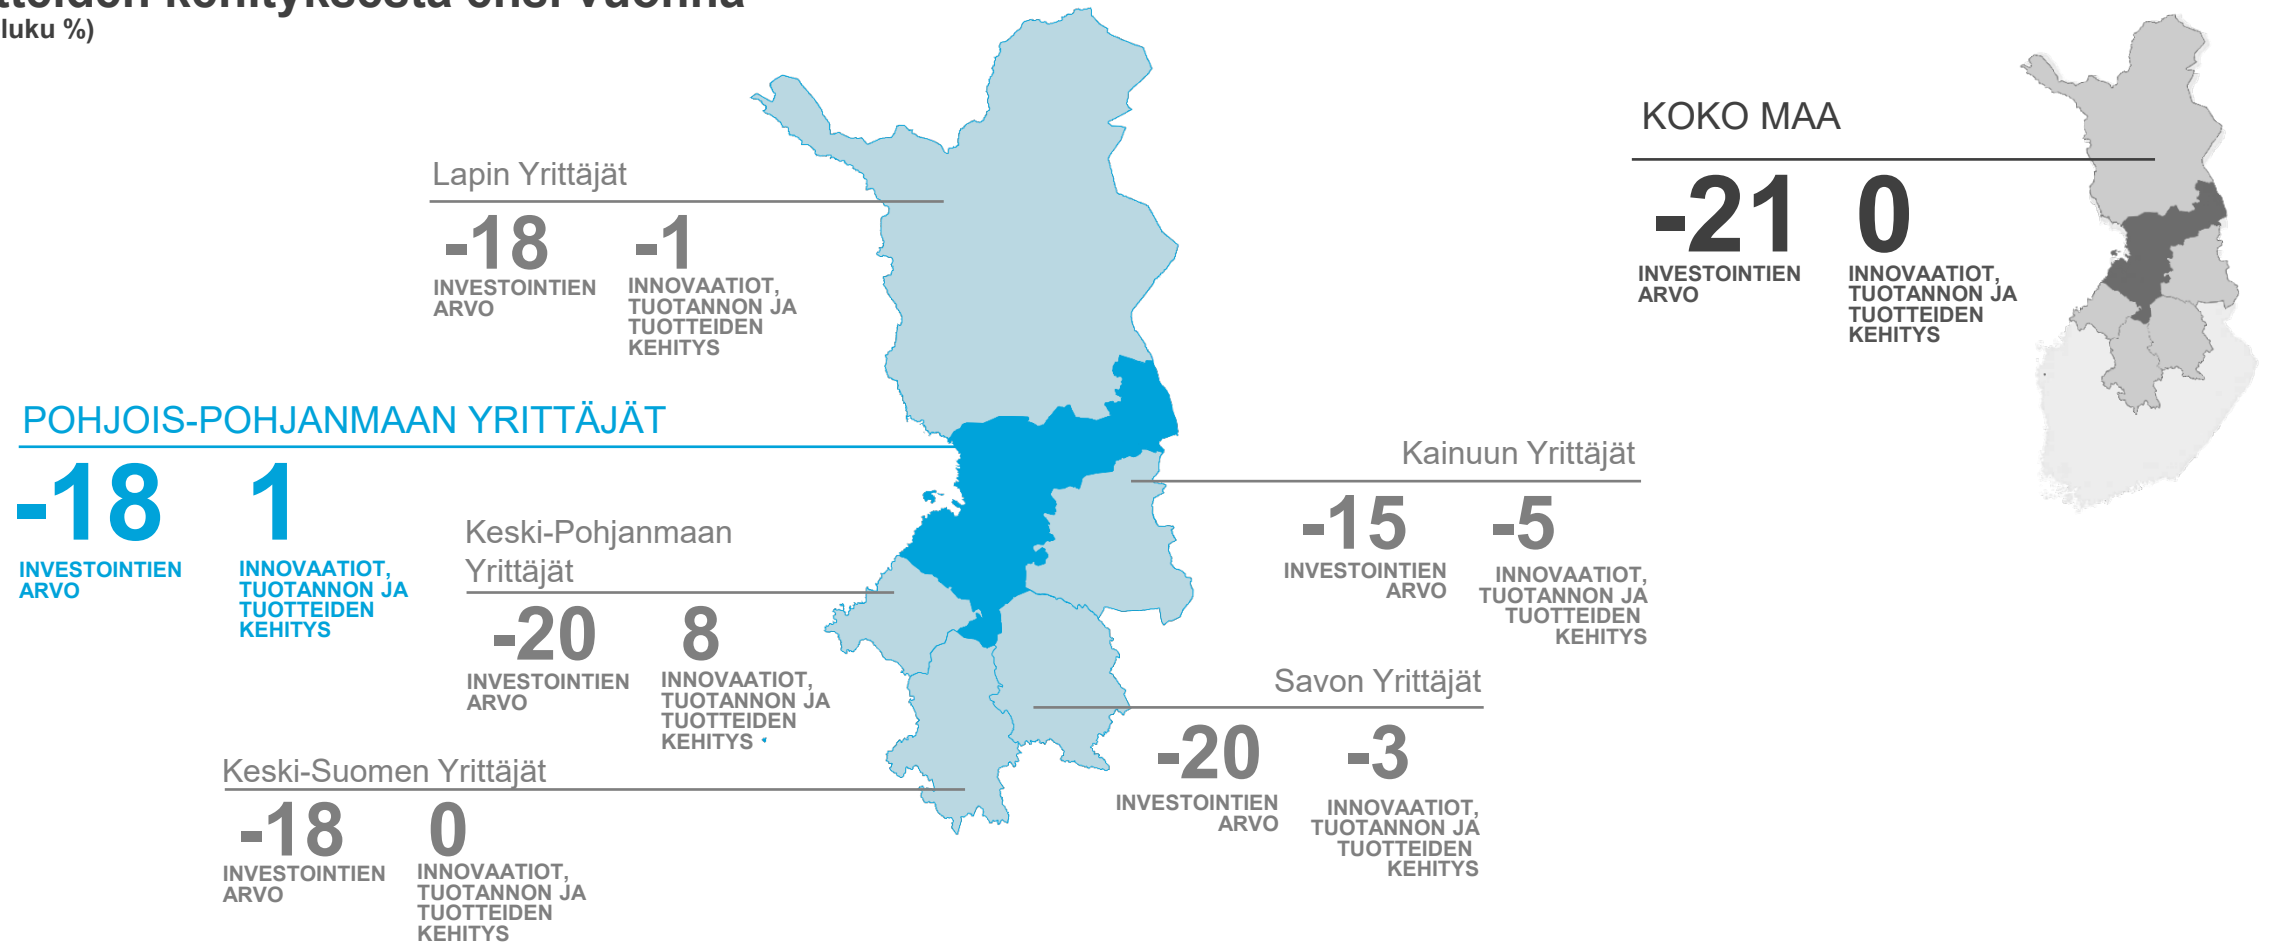 kehityksestä ensi vuonna
luku %)
KOKO MAA
-21 0
INVESTOINTIEN
ARVO
INNOVAATIOT,
TUOTANNON JA
TUOTTEIDEN
KEHITYS
Lapin Yrittäjät
-18 -1
INVESTOINTIEN
ARVO
INNOVAATIOT,
TUOTANNON JA
TUOTTEIDEN
KEHITYS
POHJOIS-POHJANMAAN YRITTÄJÄT
-18 1
INVESTOINTIEN
ARVO
INNOVAATIOT,
TUOTANNON JA
TUOTTEIDEN
KEHITYS
Kainuun Yrittäjät
-15 -5
INVESTOINTIEN
ARVO
INNOVAATIOT,
TUOTANNON JA
TUOTTEIDEN
KEHITYS
Keski-Pohjanmaan
Yrittäjät
-20 8
INVESTOINTIEN
ARVO
INNOVAATIOT,
TUOTANNON JA
TUOTTEIDEN
KEHITYS
Savon Yrittäjät
-20 -3
INVESTOINTIEN
ARVO
INNOVAATIOT,
TUOTANNON JA
TUOTTEIDEN
KEHITYS
Keski-Suomen Yrittäjät
-18 0
INVESTOINTIEN
ARVO
INNOVAATIOT,
TUOTANNON JA
TUOTTEIDEN
KEHITYS